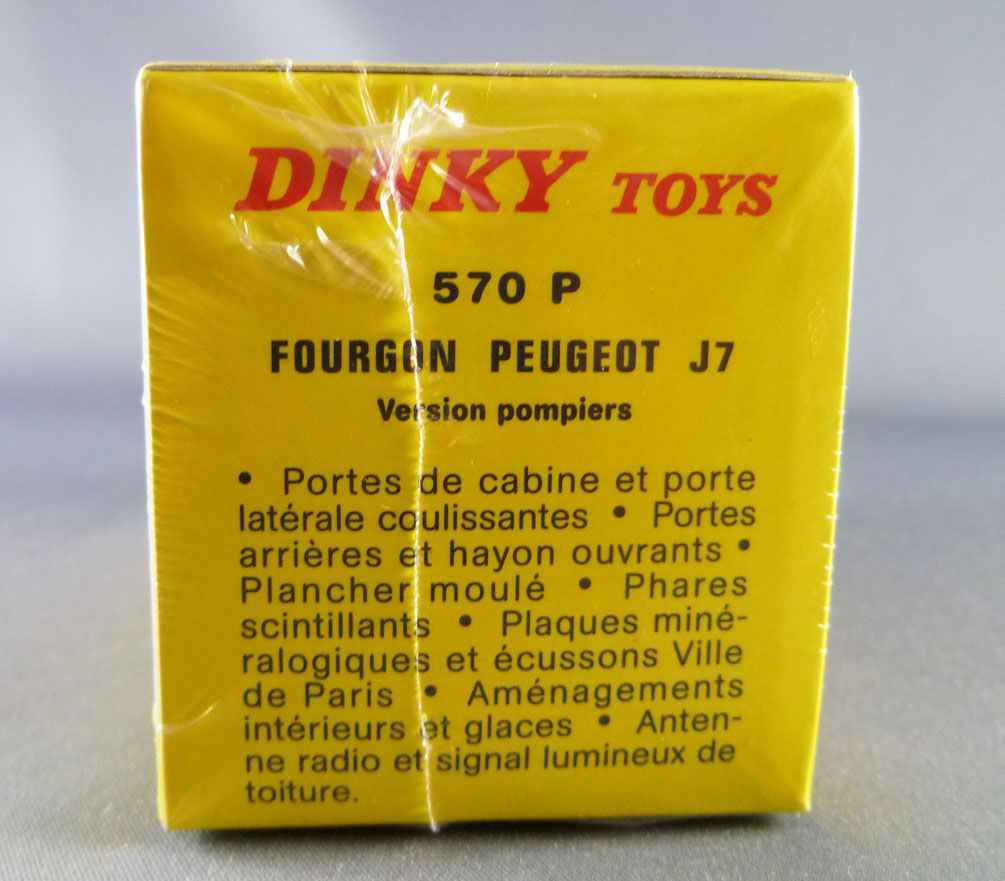 DINKY TOYS
570 P
FOURGON PEUGEOT J7
Version pompiers
• Portes de cabine et porte
latérale coulissantes • Portes
arrières et hayon ouvrants •
Plancher moulé • Phares
scintillants • Plaques miné-
ralogiques et écussons Ville
de Paris • Aménagements
intérieurs et glaces • Anten-
ne radio et signal lumineux de
toiture.